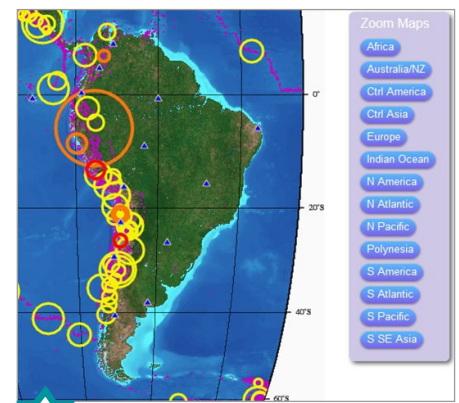 Zoom Maps
Africa
Australia/NZ
Ctrl America
Ctrl Asia
Europe
Indian Ocean
N America
N Atlantic
N Pacific
Polynesia
S America
S Atlantic
S Pacific
S SE Asia
0°
20°S
40°S
60°S